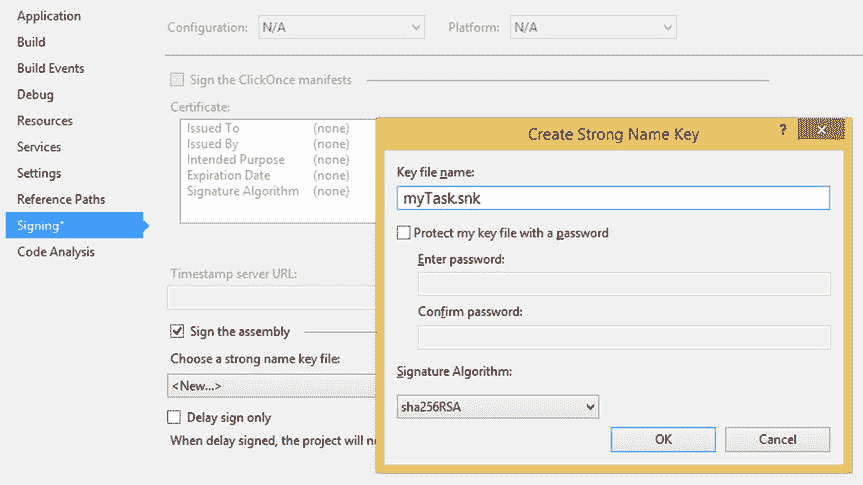 Application
Build
Build Events
Debug
Resources
Services
Settings
Reference Paths
Signing*
Code Analysis
Configuration: N/A Platform: N/A
Sign the ClickOnce manifests
Certificate:
Issued To (none)
Issued By (none)
Intended Purpose (none)
Expiration Date (none)
Signature Algorithm (none)
Timestamp server URL:
Sign the assembly
Choose a strong name key file:
<New...>
Delay sign only
When delay signed, the project will no
Create Strong Name Key
?
Key file name:
myTask.snk
Protect my key file with a password
Enter password:
Confirm password:
Signature Algorithm:
sha256RSA
OK Cancel